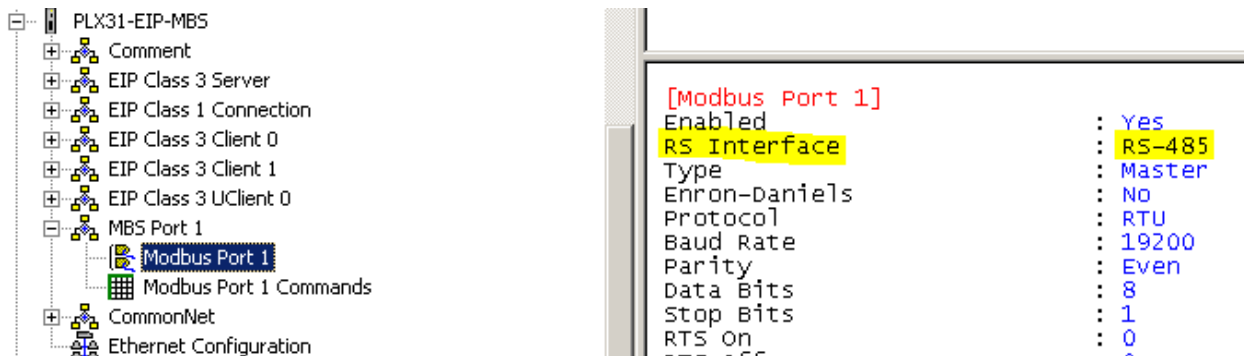 PLX31-EIP-MBS
Comment
EIP Class 3 Server
EIP Class 1 Connection
EIP Class 3 Client 0
EIP Class 3 Client 1
EIP Class 3 UClient 0
MBS Port 1
Modbus Port 1
Modbus Port 1 Commands
CommonNet
Ethernet Configuration
[Modbus Port 1]
Enabled : Yes
RS Interface : RS-485
Type : Master
Enron-Daniels : No
Protocol : RTU
Baud Rate : 19200
Parity : Even
Data Bits : 8
Stop Bits : 1
RTS On : 0